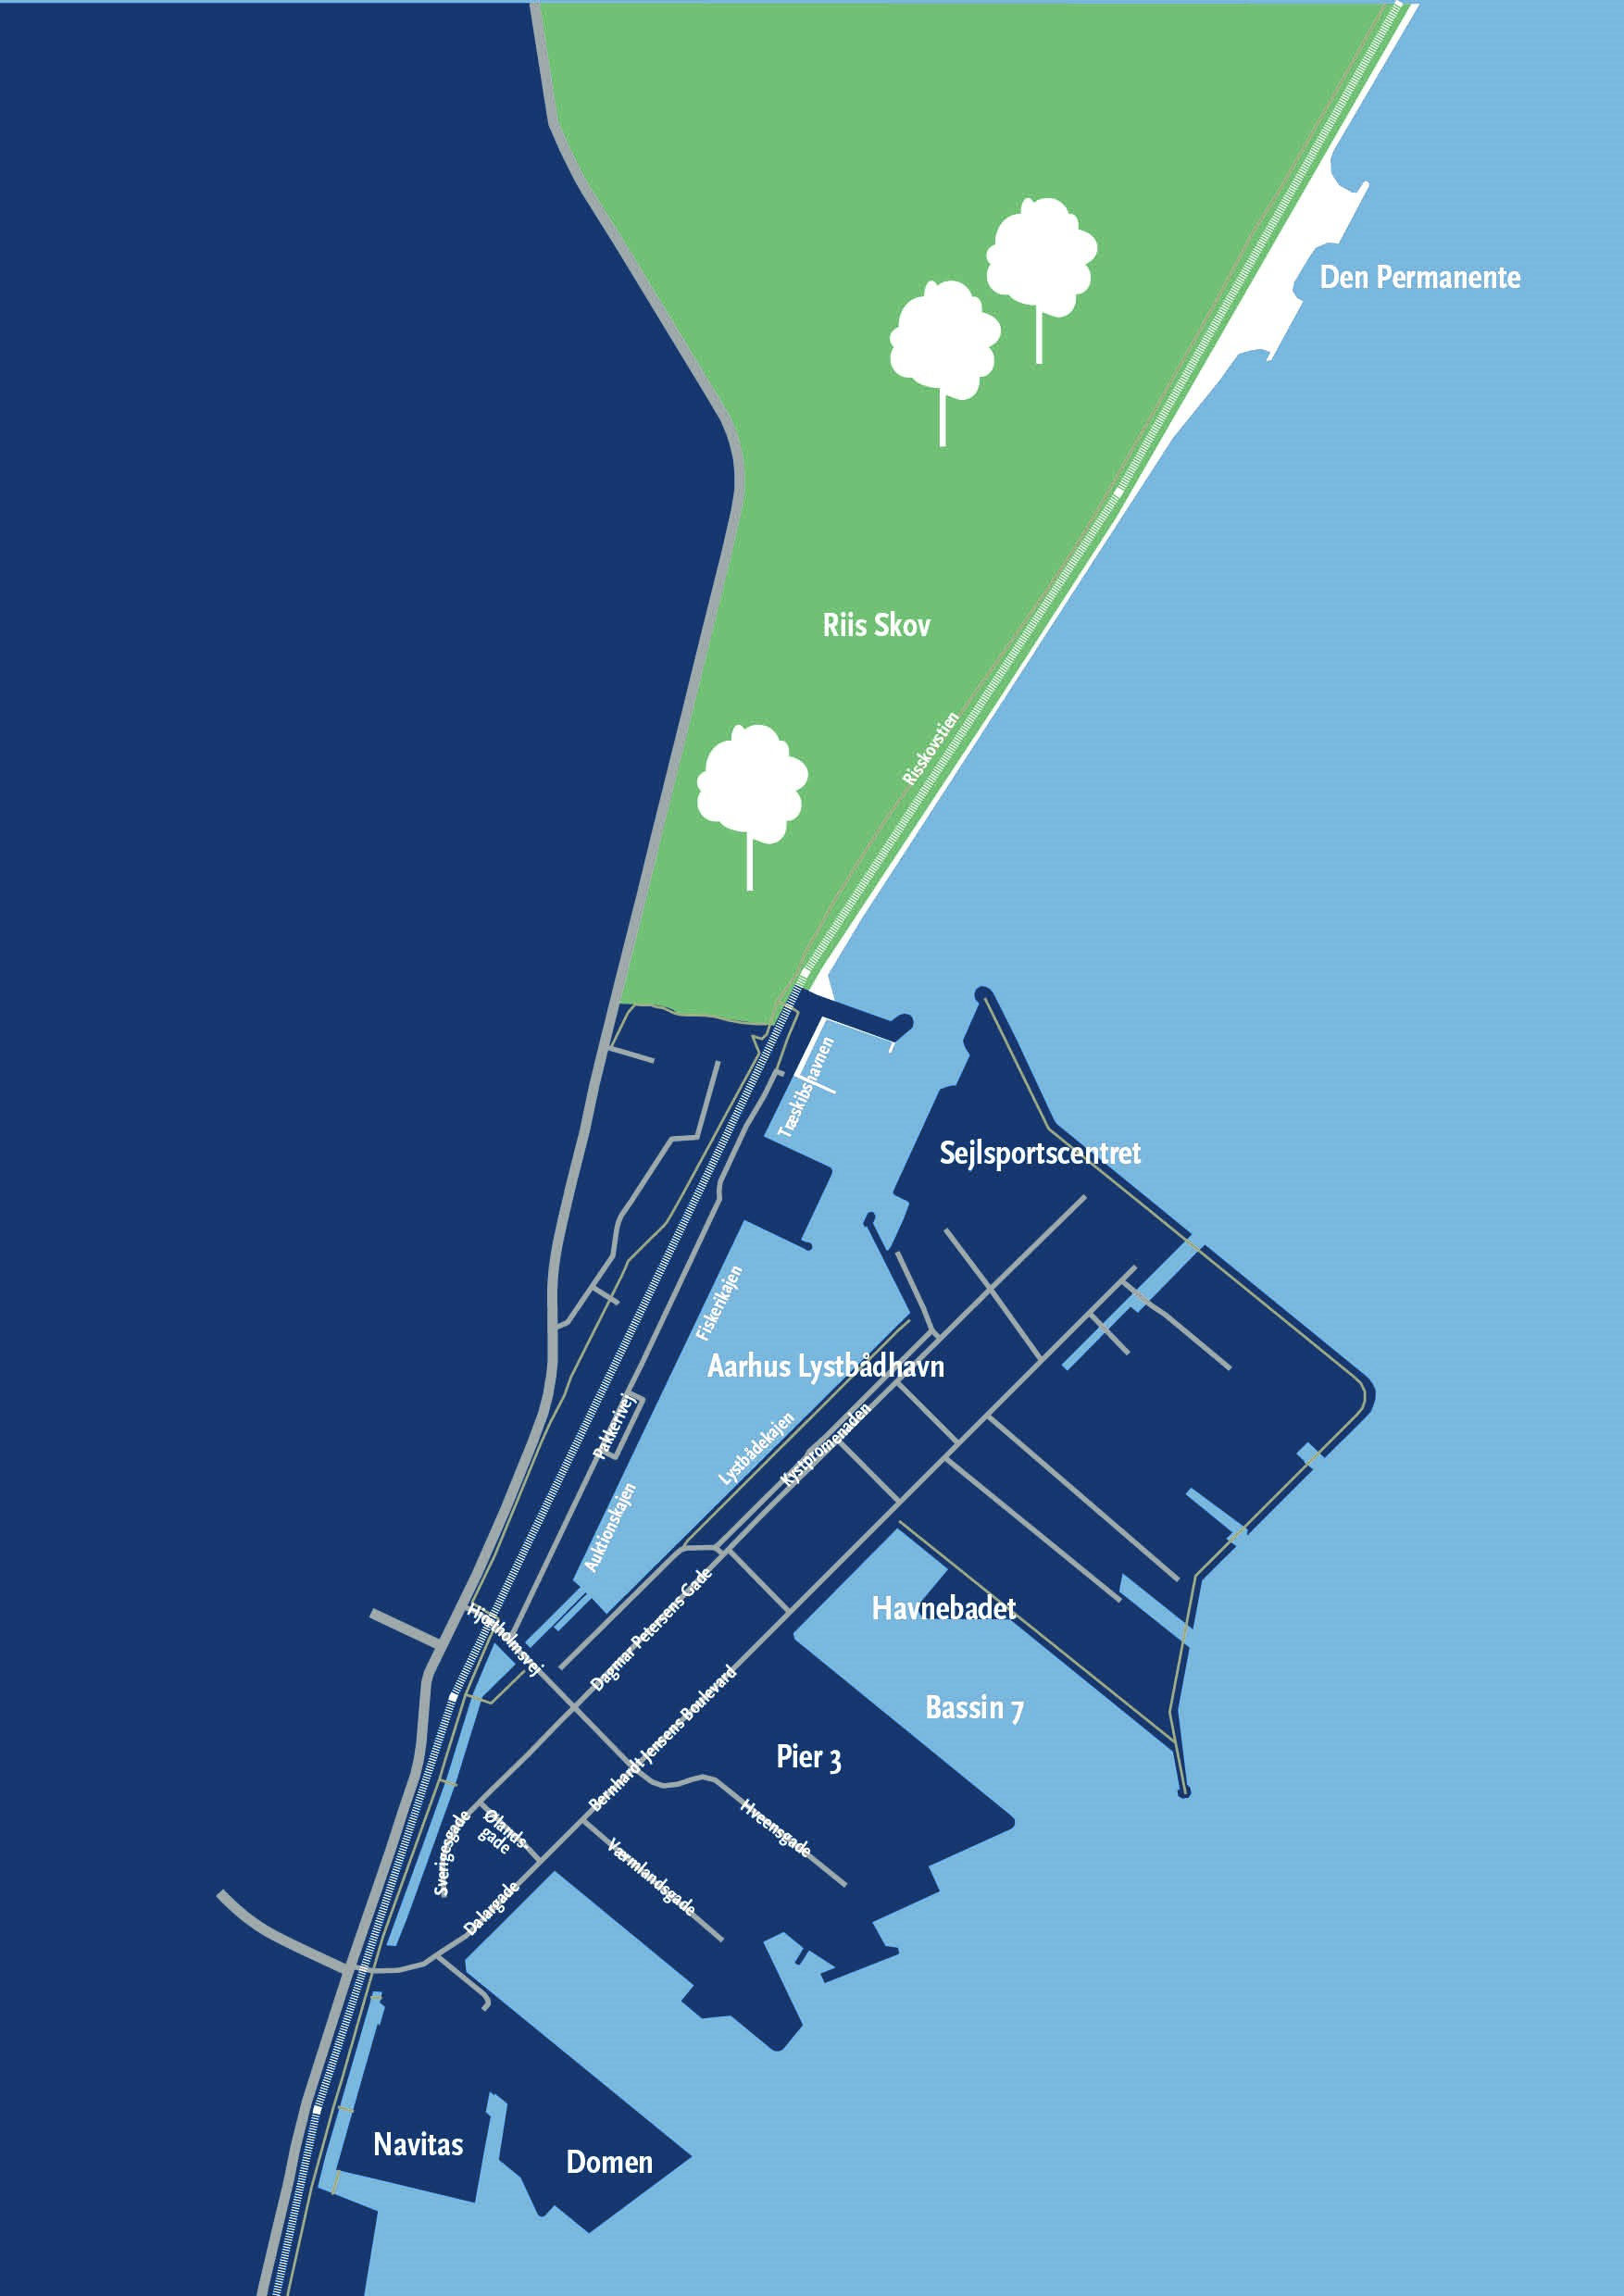 Den Permanente
Riis Skov
Risskovstien
Træskibshavnen
Sejlsportscentret
Fiskerikajen
Aarhus Lystbådhavn
Pakkerivej
Lystbådekajen
Kystpromenaden
Auktionskajen
Hjortholmsvej
Dagmar Petersens Gade
Havnebadet
Bernhardt Jensens Boulevard
Bassin 7
Pier 3
Hveensgade
Sverigesgade
Ølands-
gade
Værmlandsgade
Dalargade
Navitas
Domen